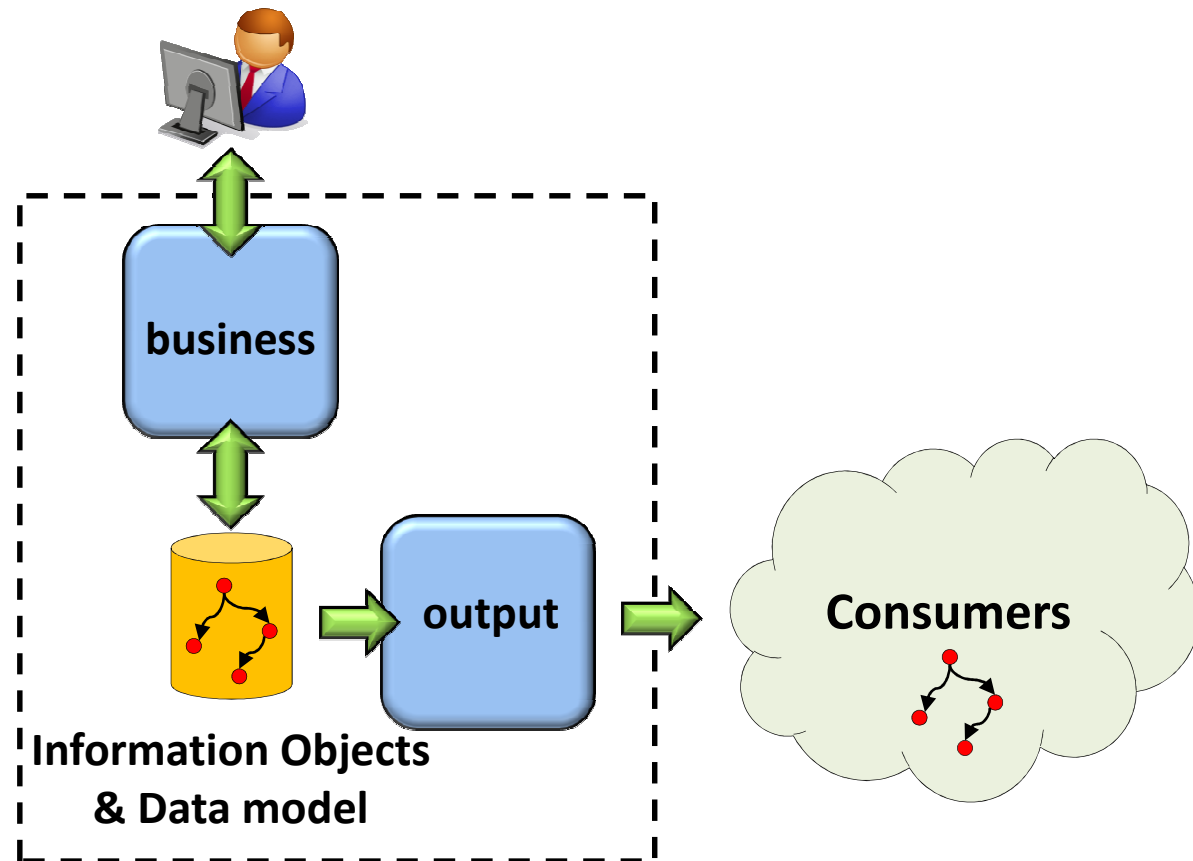 business
output
Consumers
Information Objects
& Data model